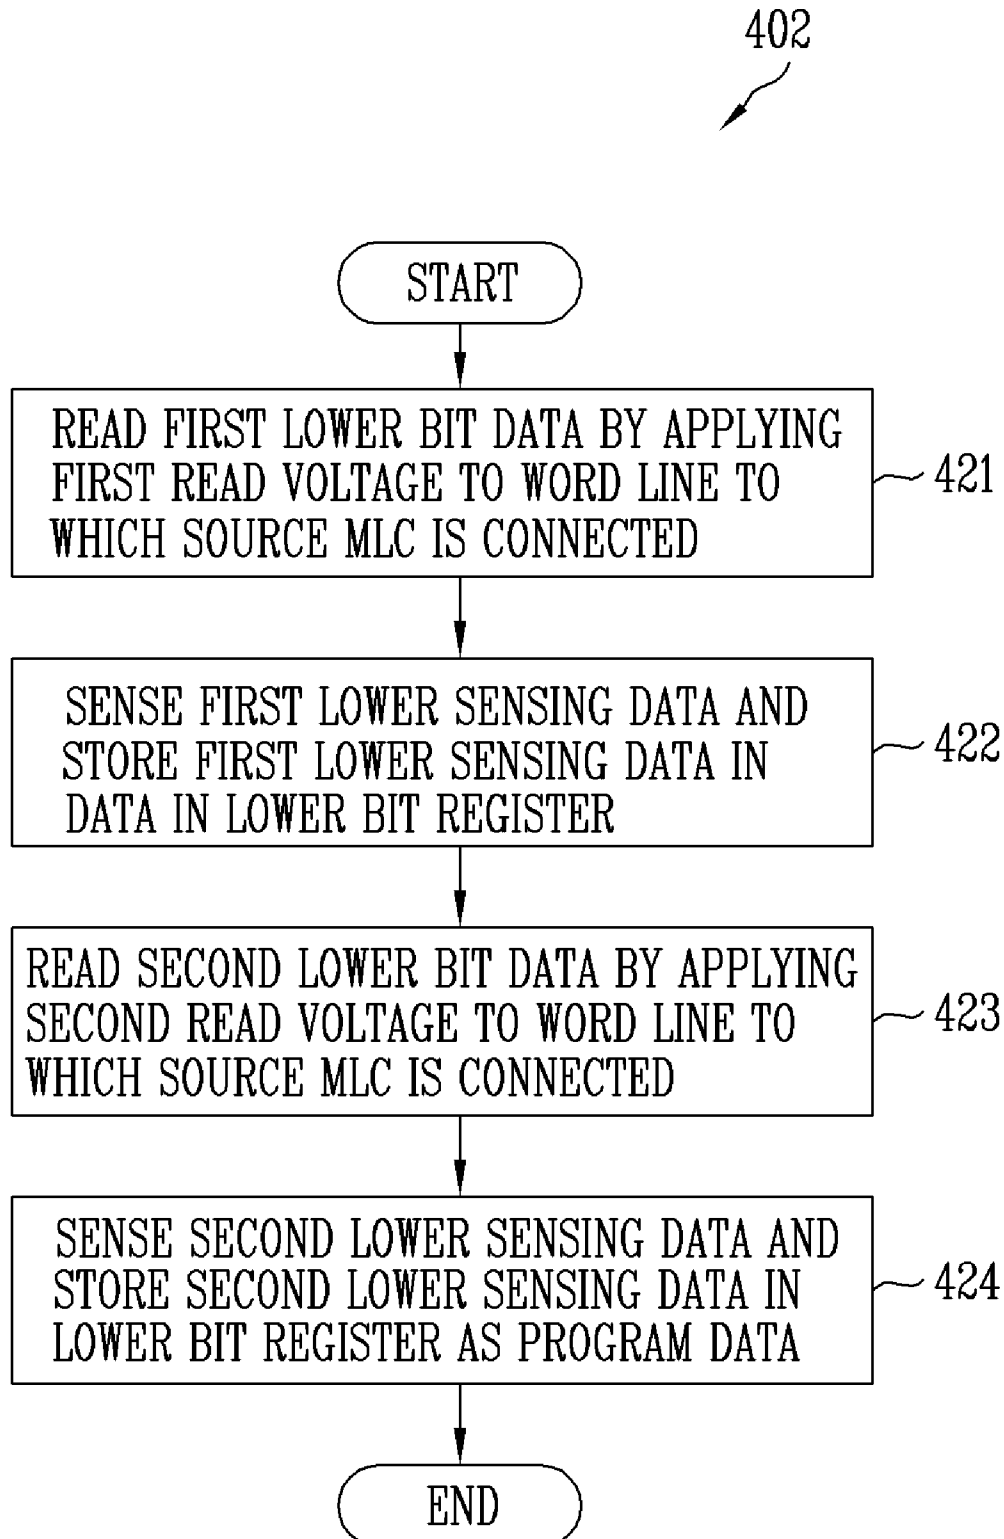 402
START
READ FIRST LOWER BIT DATA BY APPLYING
FIRST READ VOLTAGE TO WORD LINE TO
WHICH SOURCE MLC IS CONNECTED
421
SENSE FIRST LOWER SENSING DATA AND
STORE FIRST LOWER SENSING DATA IN
DATA IN LOWER BIT REGISTER
422
READ SECOND LOWER BIT DATA BY APPLYING
SECOND READ VOLTAGE TO WORD LINE TO
WHICH SOURCE MLC IS CONNECTED
423
SENSE SECOND LOWER SENSING DATA AND
STORE SECOND LOWER SENSING DATA IN
LOWER BIT REGISTER AS PROGRAM DATA
424
END